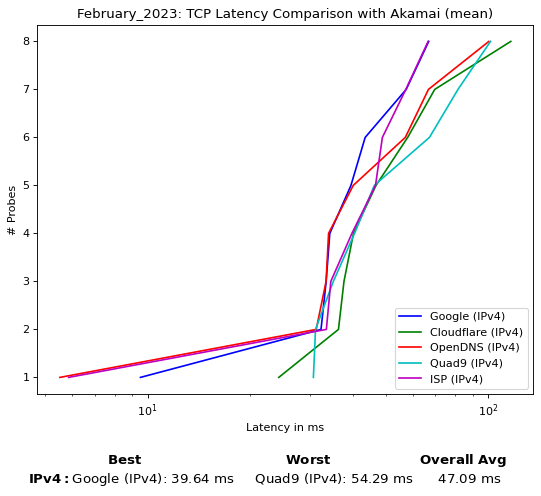 February_2023: TCP Latency Comparison with Akamai (mean)
8
7
6
5
4
3
2
1
# Probes
Google (IPv4)
Cloudflare (IPv4)
OpenDNS (IPv4)
Quad9 (IPv4)
ISP (IPv4)
10¹ 10²
Latency in ms
Best Worst Overall Avg
IPv4: Google (IPv4): 39.64 ms Quad9 (IPv4): 54.29 ms 47.09 ms